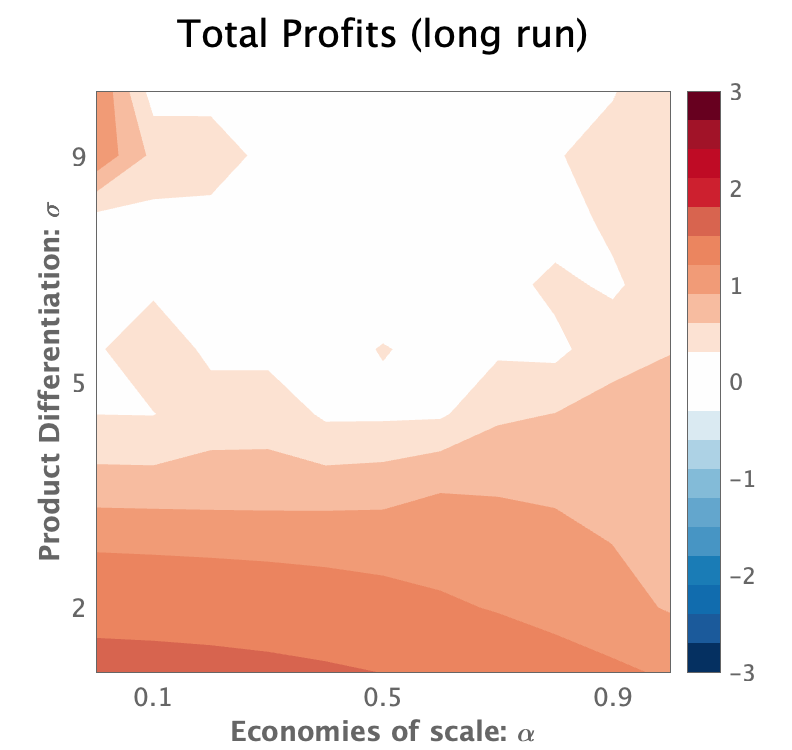 Total Profits (long run)
3
2
1
0
−1
−2
−3
9
5
2
Product Differentiation: σ
0.1 0.5 0.9
Economies of scale: α